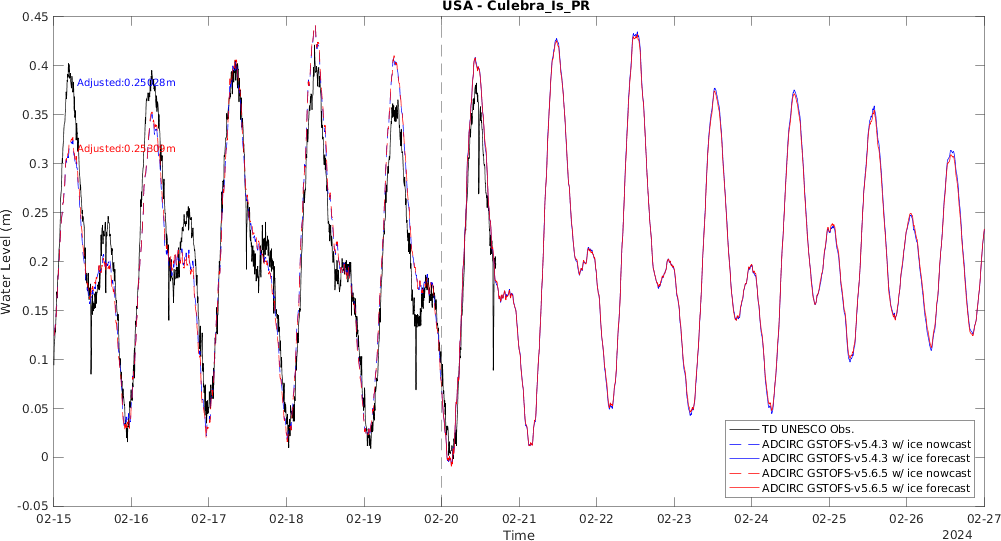 USA - Culebra_Is_PR
0.45
0.4
0.35
0.3
0.25
0.2
0.15
0.1
0.05
0
-0.05
Water Level (m)
Adjusted:0.25028m
Adjusted:0.25309m
TD UNESCO Obs.
ADCIRC GSTOFS-v5.4.3 w/ ice nowcast
ADCIRC GSTOFS-v5.4.3 w/ ice forecast
ADCIRC GSTOFS-v5.6.5 w/ ice nowcast
ADCIRC GSTOFS-v5.6.5 w/ ice forecast
02-15 02-16 02-17 02-18 02-19 02-20 02-21 02-22 02-23 02-24 02-25 02-26 02-27
Time
2024